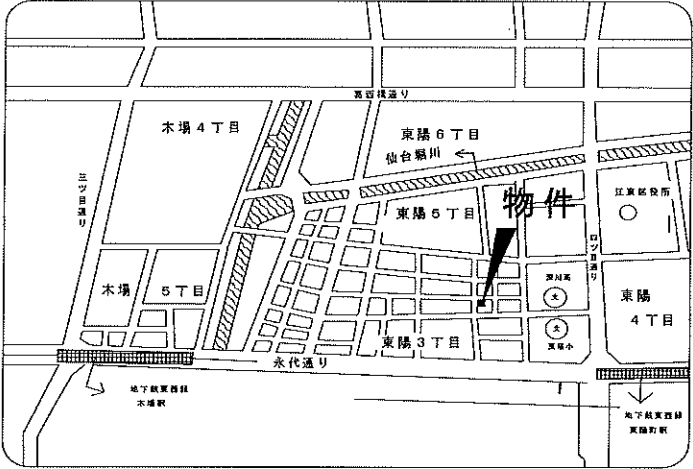 葛西橋通り
木場4丁目
東陽6丁目
仙台堀川
三ツ目通り
物件
江東区役所
東陽5丁目
四ツ目通り
深川高
文
木場
5丁目
東陽
4丁目
文
東陽小
東陽3丁目
永代通り
地下鉄東西線
木場駅
地下鉄東西線
東陽町駅